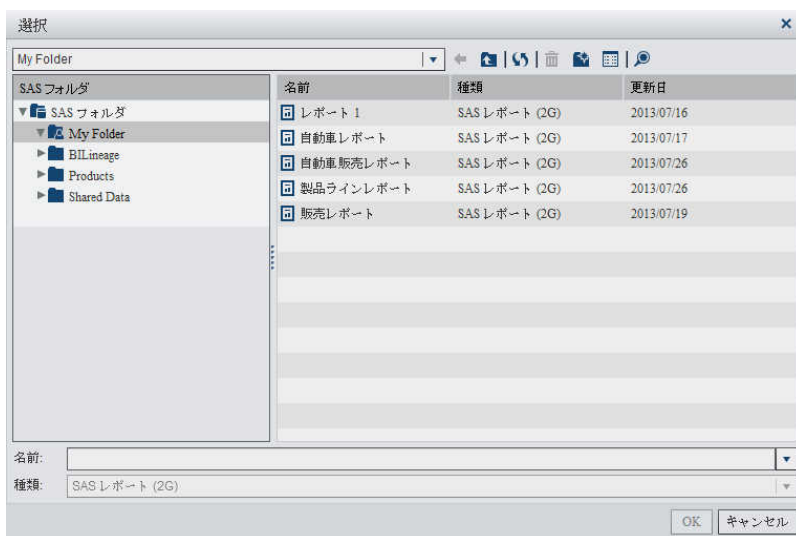 選択
My Folder
SAS フォルダ
SAS フォルダ
My Folder
BILineage
Products
Shared Data
名前 種類 更新日
レポート 1 SAS レポート (2G) 2013/07/16
自動車レポート SAS レポート (2G) 2013/07/17
自動車販売レポート SAS レポート (2G) 2013/07/26
製品ラインレポート SAS レポート (2G) 2013/07/26
販売レポート SAS レポート (2G) 2013/07/19
名前:
種類: SAS レポート (2G)
OK キャンセル